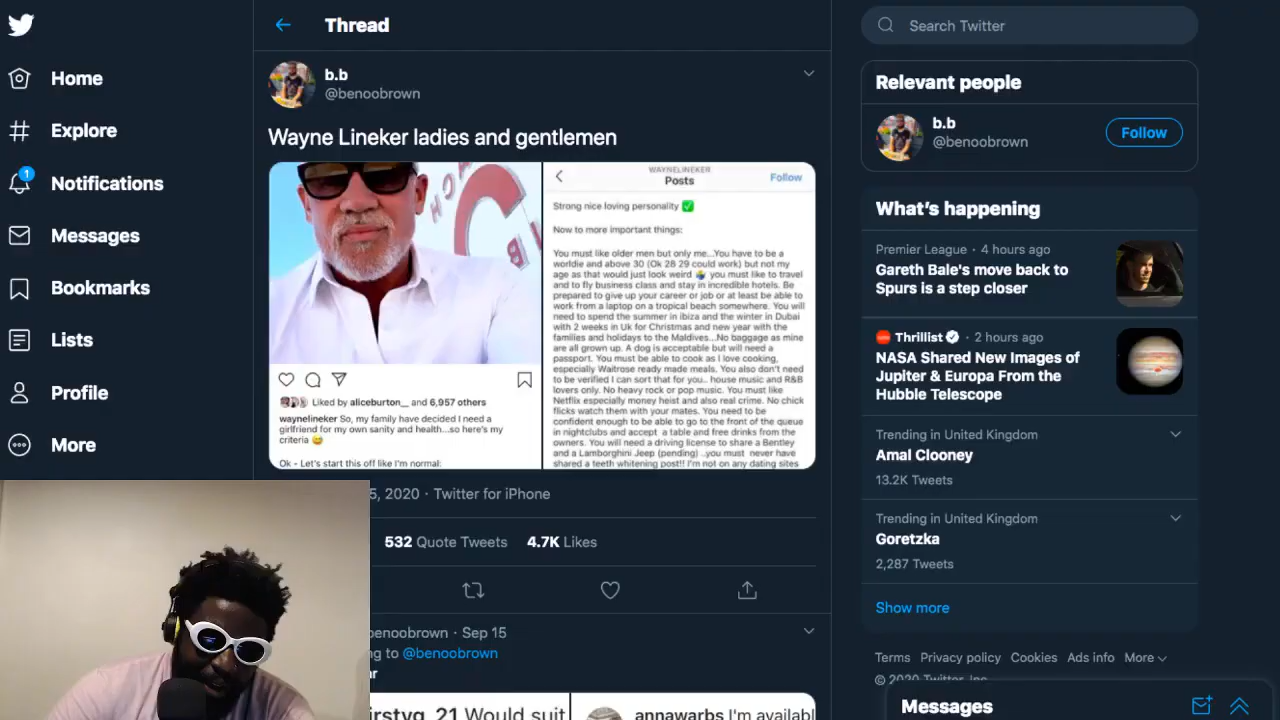 Home
Explore
1
Notifications
Messages
Bookmarks
Lists
Profile
More
Thread
b.b
@benoobrown
Wayne Lineker ladies and gentlemen
Liked by aliceburton__ and 6,957 others
waynelineker So, my family have decided I need a
girlfriend for my own sanity and health...so here's my
criteria 😄
Ok - Let's start this off like I'm normal:
WAYNELINEKER
Posts
Follow
Strong nice loving personality ✅
Now to more important things:
You must like older men but only me...You have to be a
worldie and above 30 (Ok 28 29 could work) but not my
age as that would just look weird 🤷‍♂️ you must like to travel
and to fly business class and stay in incredible hotels. Be
prepared to give up your career or job or at least be able to
work from a laptop on a tropical beach somewhere. You will
need to spend the summer in ibiza and the winter in Dubai
with 2 weeks in Uk for Christmas and new year with the
families and holidays to the Maldives...No baggage as mine
are all grown up. A dog is acceptable but will need a
passport. You must be able to cook as I love cooking,
especially Waitrose ready made meals. You also don't need
to be verified I can sort that for you.. house music and R&B
lovers only. No heavy rock or pop music. You must like
Netflix especially money heist and also real crime. No chick
flicks watch them with your mates. You need to be
confident enough to be able to go to the front of the queue
in nightclubs and accept a table and free drinks from the
owners. You will need a driving license to share a Bentley
and a Lamborghini Jeep (pending) ..you must never have
shared a teeth whitening post!! I'm not on any dating sites
5, 2020 · Twitter for iPhone
532 Quote Tweets 4.7K Likes
benoobrown · Sep 15
ng to @benoobrown
ar
irstyg_21 Would suit
annawarbs I'm availabl
Search Twitter
Relevant people
b.b
@benoobrown
Follow
What's happening
Premier League · 4 hours ago
Gareth Bale's move back to
Spurs is a step closer
Thrillist · 2 hours ago
NASA Shared New Images of
Jupiter & Europa From the
Hubble Telescope
Trending in United Kingdom
Amal Clooney
13.2K Tweets
Trending in United Kingdom
Goretzka
2,287 Tweets
Show more
Terms Privacy policy Cookies Ads info More
© 2020 Twitter, Inc.
Messages